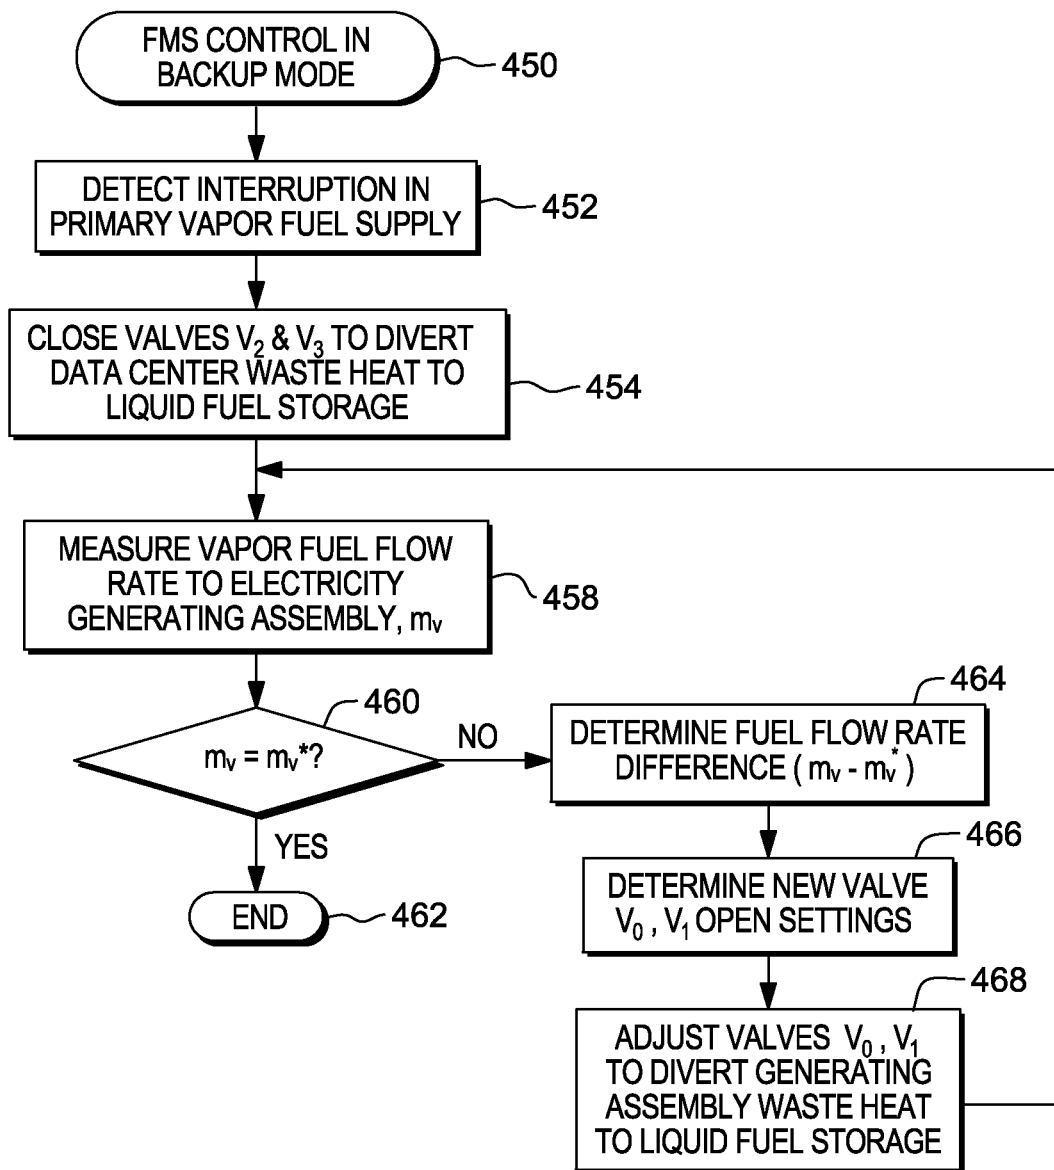 FMS CONTROL IN
BACKUP MODE
450
DETECT INTERRUPTION IN
PRIMARY VAPOR FUEL SUPPLY
452
CLOSE VALVES V₂ & V₃ TO DIVERT
DATA CENTER WASTE HEAT TO
LIQUID FUEL STORAGE
454
MEASURE VAPOR FUEL FLOW
RATE TO ELECTRICITY
GENERATING ASSEMBLY, mᵥ
458
460
mᵥ = mᵥ*?
NO
YES
END
462
464
DETERMINE FUEL FLOW RATE
DIFFERENCE ( mᵥ - mᵥ* )
466
DETERMINE NEW VALVE
V₀ , V₁ OPEN SETTINGS
468
ADJUST VALVES V₀ , V₁
TO DIVERT GENERATING
ASSEMBLY WASTE HEAT
TO LIQUID FUEL STORAGE